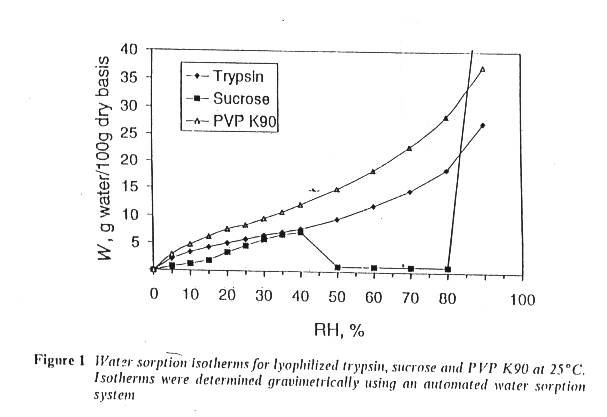 W, g water/100g dry basis
40
35
30
25
20
15
10
5
0
Trypsin
Sucrose
PVP K90
0 10 20 30 40 50 60 70 80 100
RH, %
Figure 1 Water sorption isotherms for lyophilized trypsin, sucrose and PVP K90 at 25°C.
Isotherms were determined gravimetrically using an automated water sorption
system